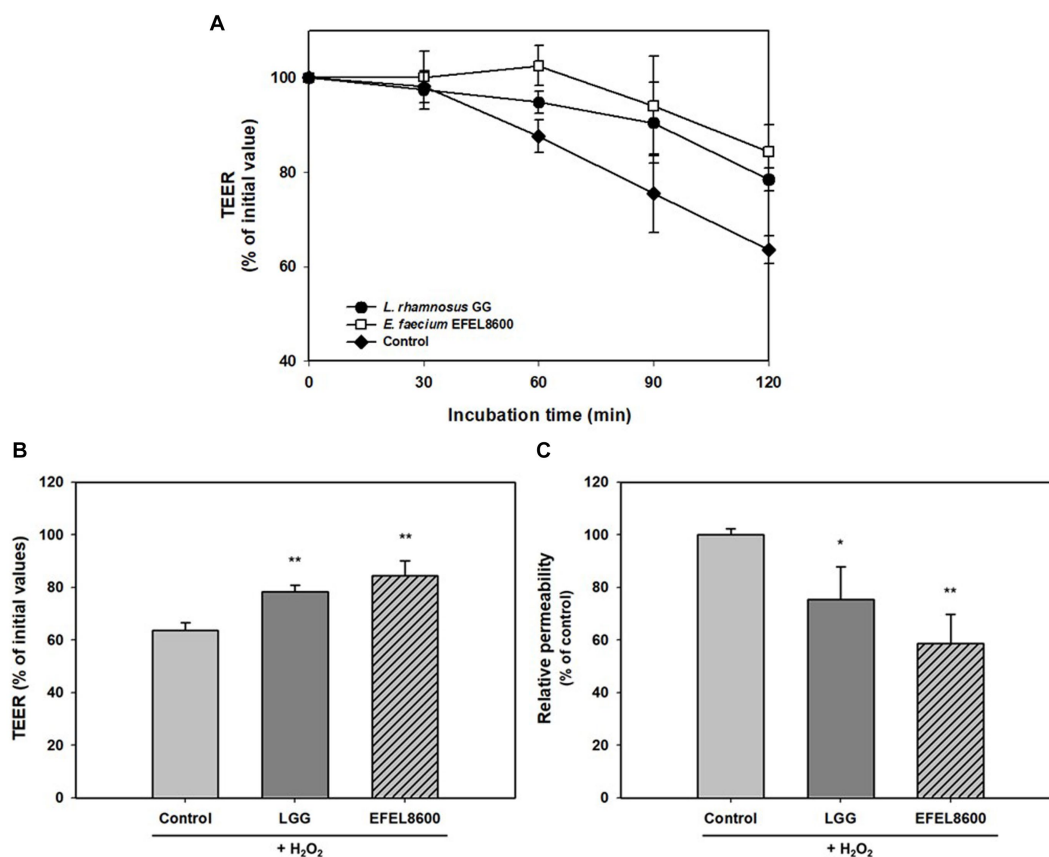 A
TEER
(% of initial value)
100
80
60
40
L. rhamnosus GG
E. faecium EFEL8600
Control
0 30 60 90 120
Incubation time (min)
B
TEER (% of initial values)
120
100
80
60
40
20
0
**
**
Control LGG EFEL8600
+ H₂O₂
C
Relative permeability
(% of control)
120
100
80
60
40
20
0
*
**
Control LGG EFEL8600
+ H₂O₂